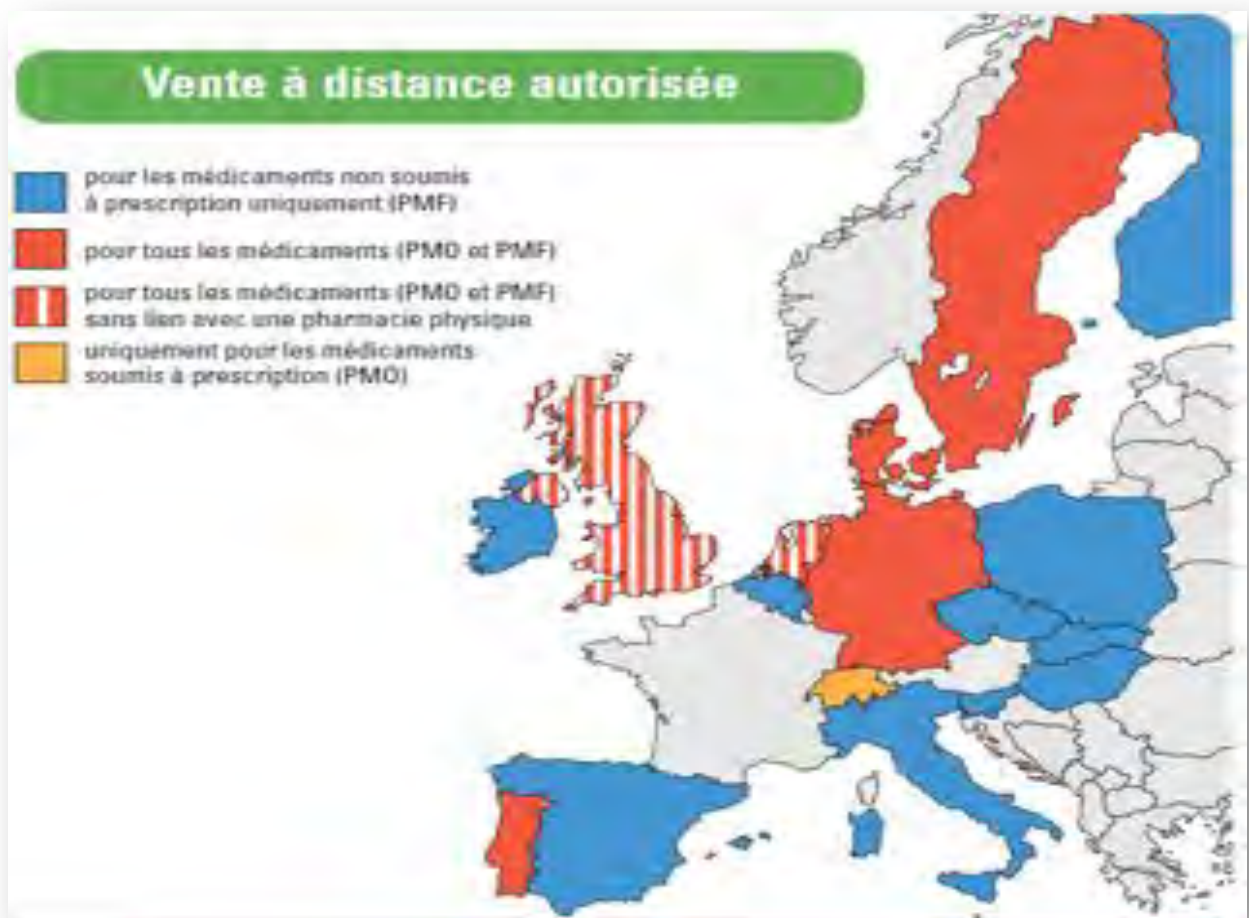 Vente à distance autorisée
pour les médicaments non soumis
à prescription uniquement (PMF)
pour tous les médicaments (PMO et PMF)
pour tous les médicaments (PMO et PMF)
sans lien avec une pharmacie physique
uniquement pour les médicaments
soumis à prescription (PMO)